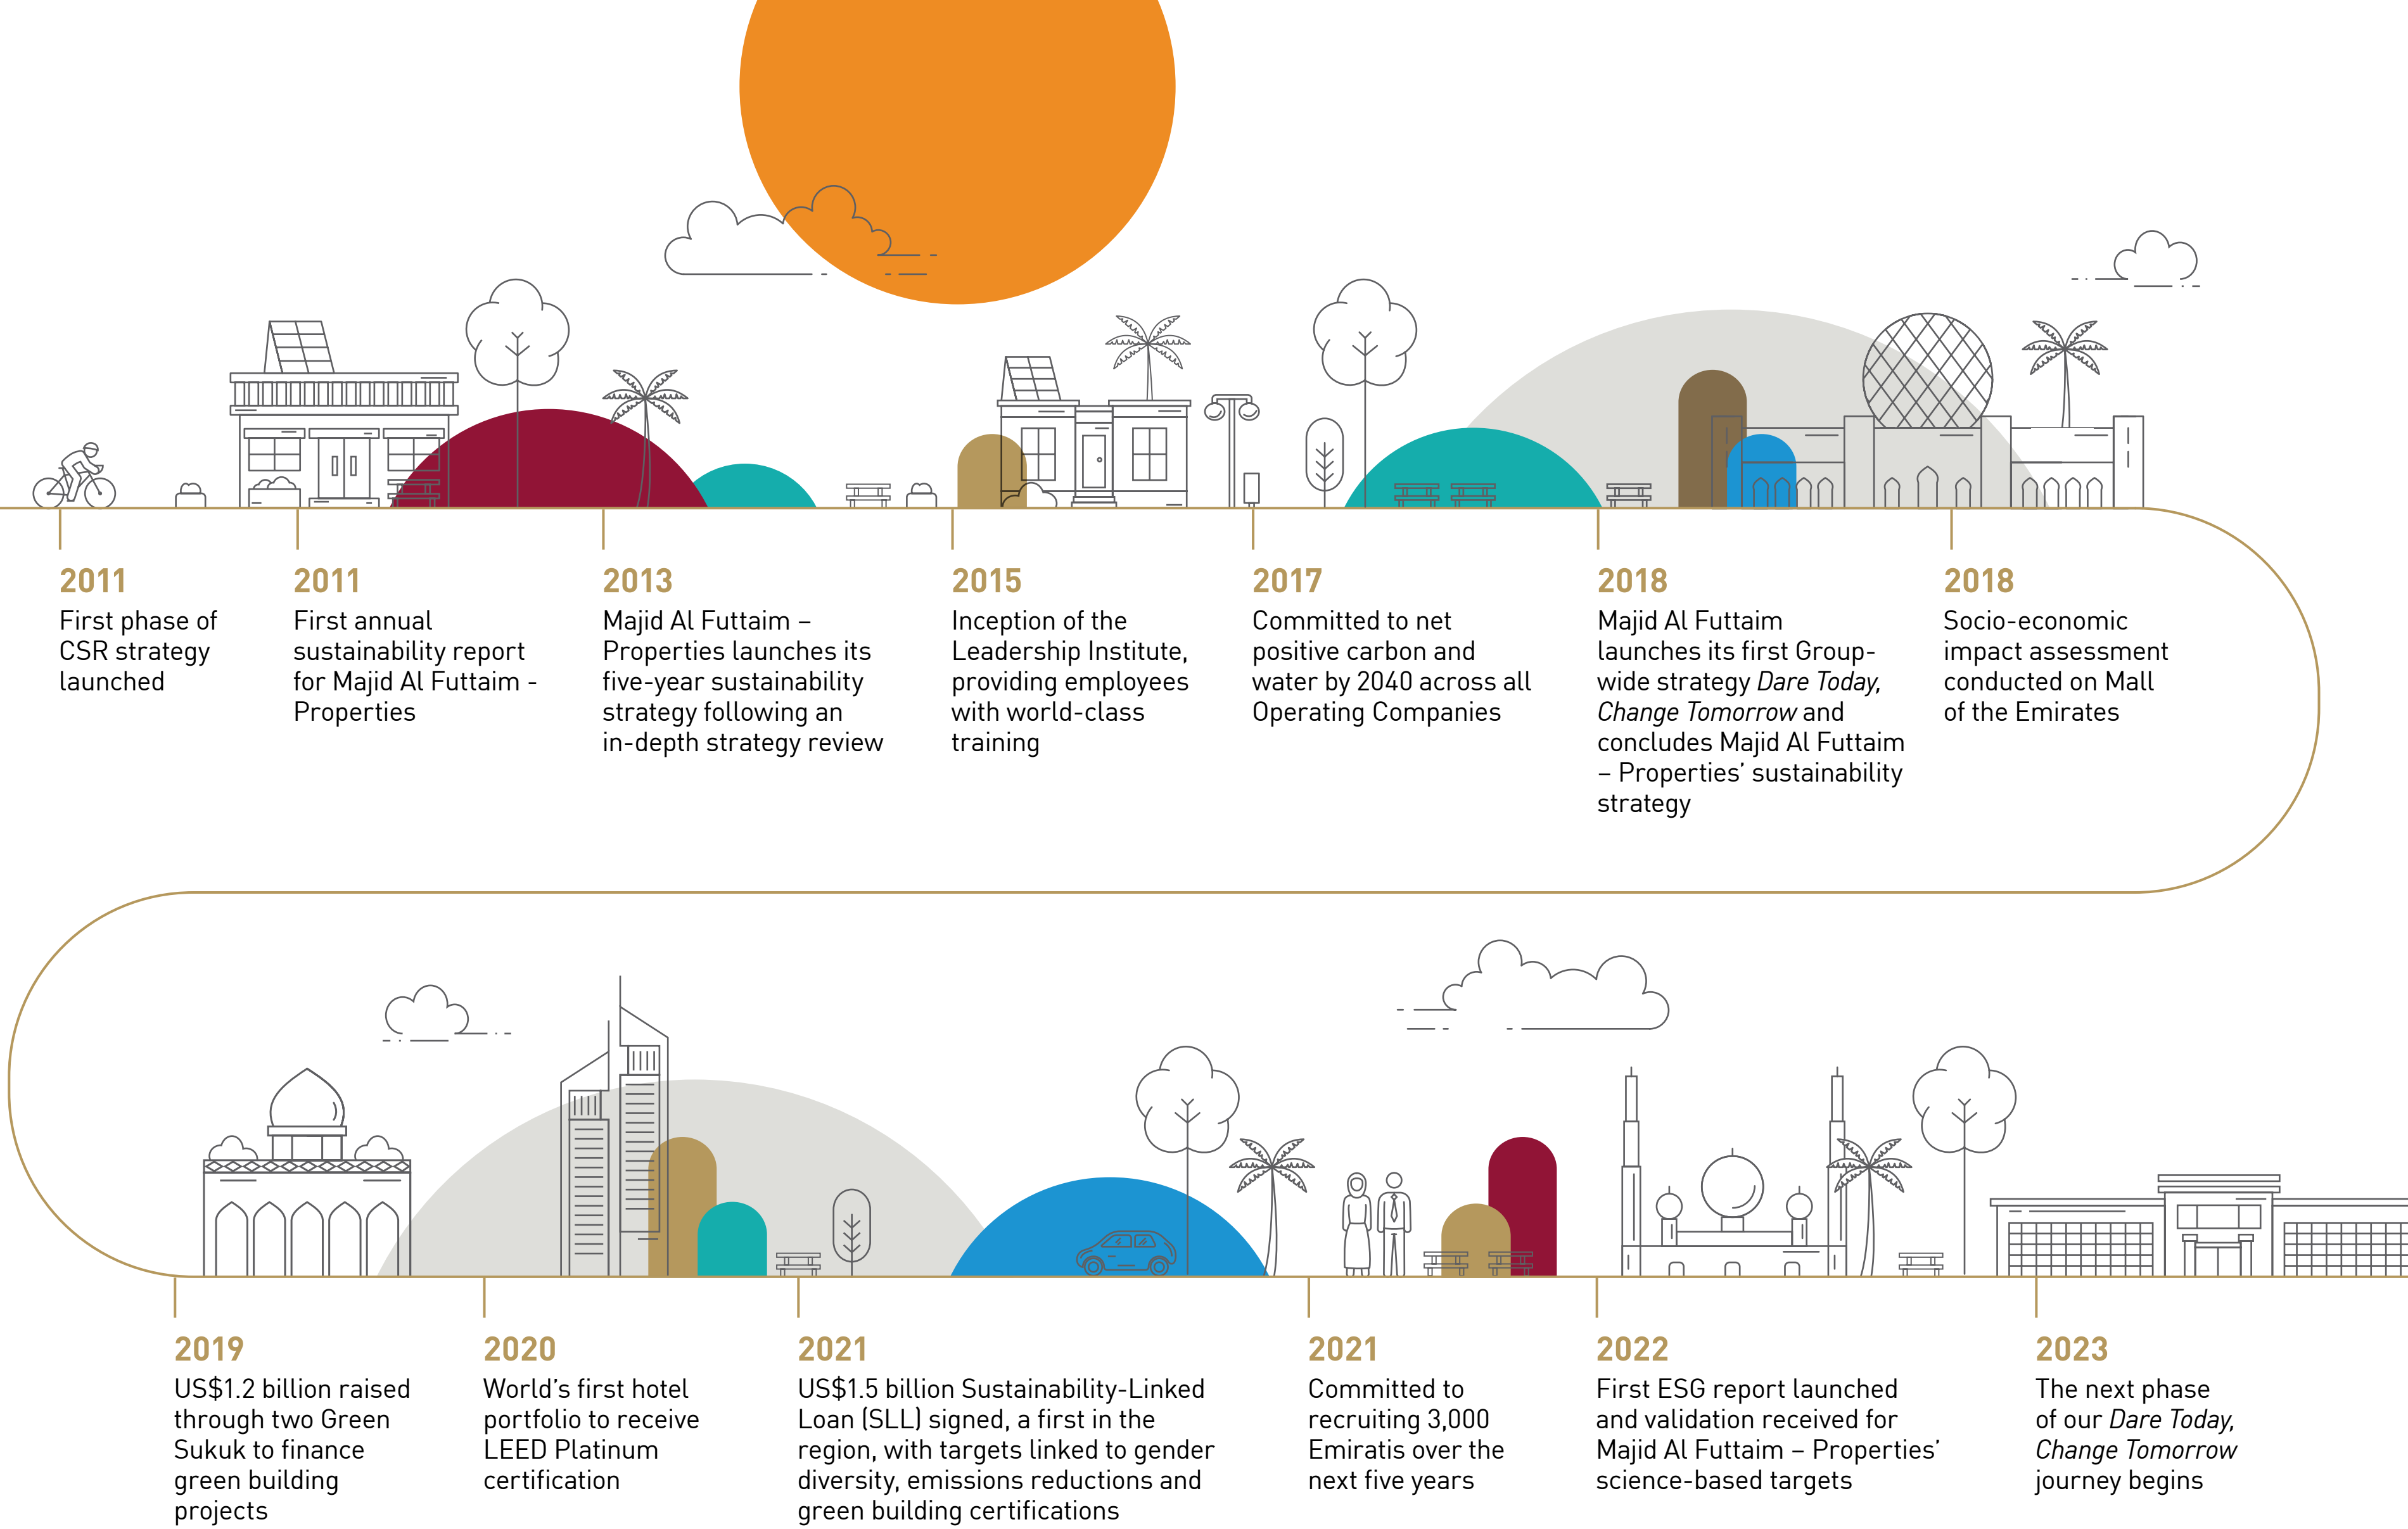 2011
First phase of
CSR strategy
launched
2011
First annual
sustainability report
for Majid Al Futtaim -
Properties
2013
Majid Al Futtaim –
Properties launches its
five-year sustainability
strategy following an
in-depth strategy review
2015
Inception of the
Leadership Institute,
providing employees
with world-class
training
2017
Committed to net
positive carbon and
water by 2040 across all
Operating Companies
2018
Majid Al Futtaim
launches its first Group-
wide strategy Dare Today,
Change Tomorrow and
concludes Majid Al Futtaim
– Properties’ sustainability
strategy
2018
Socio-economic
impact assessment
conducted on Mall
of the Emirates
2019
US$1.2 billion raised
through two Green
Sukuk to finance
green building
projects
2020
World’s first hotel
portfolio to receive
LEED Platinum
certification
2021
US$1.5 billion Sustainability-Linked
Loan (SLL) signed, a first in the
region, with targets linked to gender
diversity, emissions reductions and
green building certifications
2021
Committed to
recruiting 3,000
Emiratis over the
next five years
2022
First ESG report launched
and validation received for
Majid Al Futtaim – Properties’
science-based targets
2023
The next phase
of our Dare Today,
Change Tomorrow
journey begins